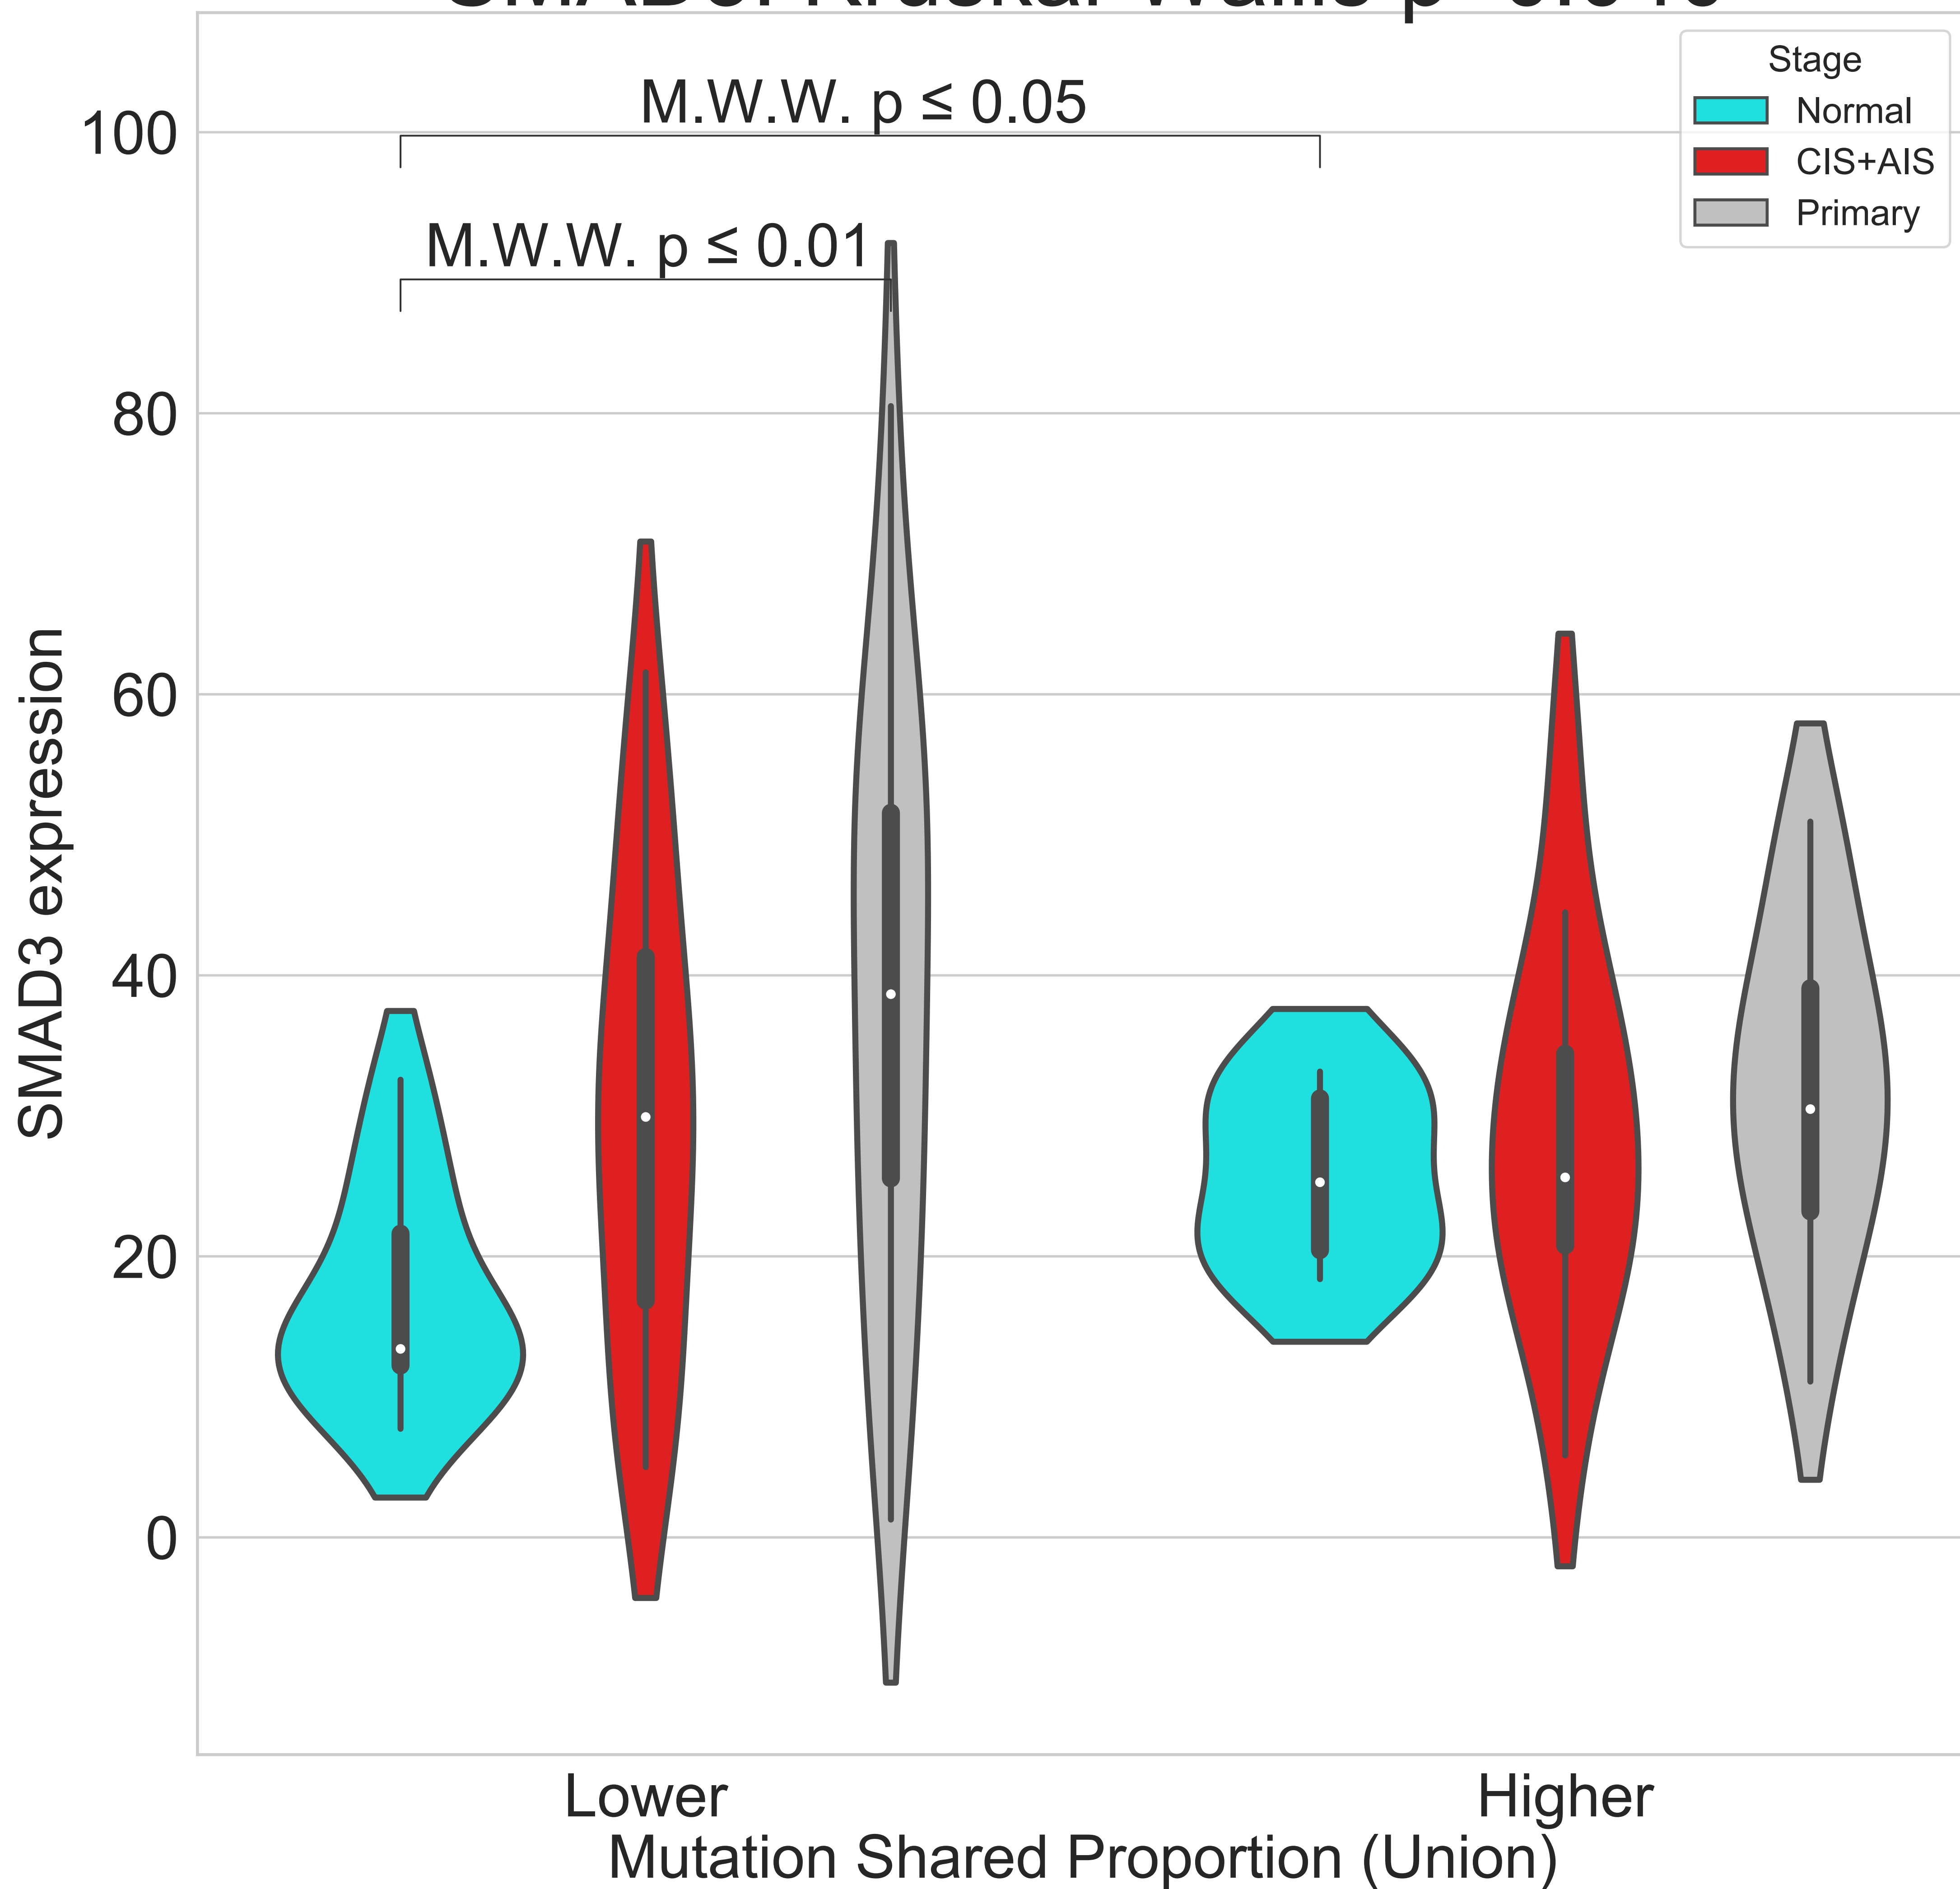 Stage
Normal
CIS+AIS
Primary
M.W.W. p ≤ 0.05
M.W.W. p ≤ 0.01
100
80
60
40
20
0
SMAD3 expression
Lower
Higher
Mutation Shared Proportion (Union)